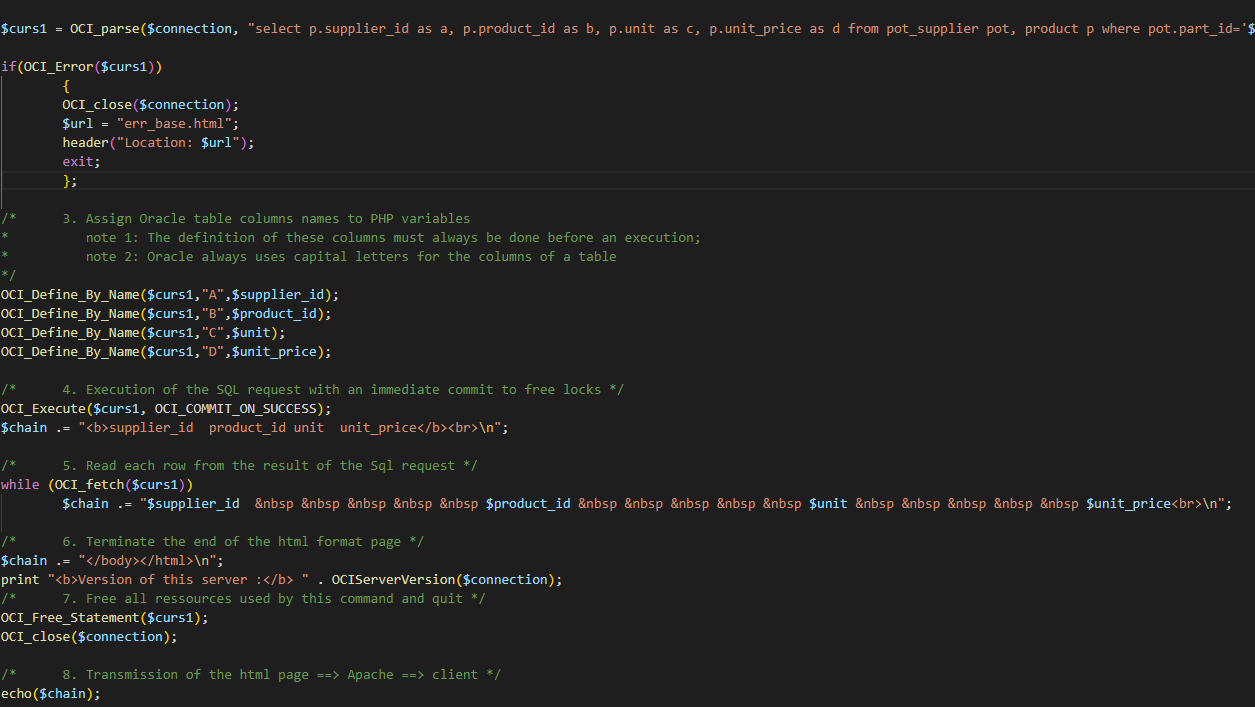 $curs1 = OCI_parse($connection, "select p.supplier_id as a, p.product_id as b, p.unit as c, p.unit_price as d from pot_supplier pot, product p where pot.part_id='$
if(OCI_Error($curs1))
{
OCI_close($connection);
$url = "err_base.html";
header("Location: $url");
exit;
};
/* 3. Assign Oracle table columns names to PHP variables
* note 1: The definition of these columns must always be done before an execution;
* note 2: Oracle always uses capital letters for the columns of a table
*/
OCI_Define_By_Name($curs1,"A",$supplier_id);
OCI_Define_By_Name($curs1,"B",$product_id);
OCI_Define_By_Name($curs1,"C",$unit);
OCI_Define_By_Name($curs1,"D",$unit_price);
/* 4. Execution of the SQL request with an immediate commit to free locks */
OCI_Execute($curs1, OCI_COMMIT_ON_SUCCESS);
$chain .= "<b>supplier_id  product_id unit  unit_price</b><br>\n";
/* 5. Read each row from the result of the Sql request */
while (OCI_fetch($curs1))
$chain .= "$supplier_id  &nbsp &nbsp &nbsp &nbsp &nbsp $product_id &nbsp &nbsp &nbsp &nbsp &nbsp $unit &nbsp &nbsp &nbsp &nbsp &nbsp $unit_price<br>\n";
/* 6. Terminate the end of the html format page */
$chain .= "</body></html>\n";
print "<b>Version of this server :</b> " . OCIServerVersion($connection);
/* 7. Free all ressources used by this command and quit */
OCI_Free_Statement($curs1);
OCI_close($connection);
/* 8. Transmission of the html page ==> Apache ==> client */
echo($chain);